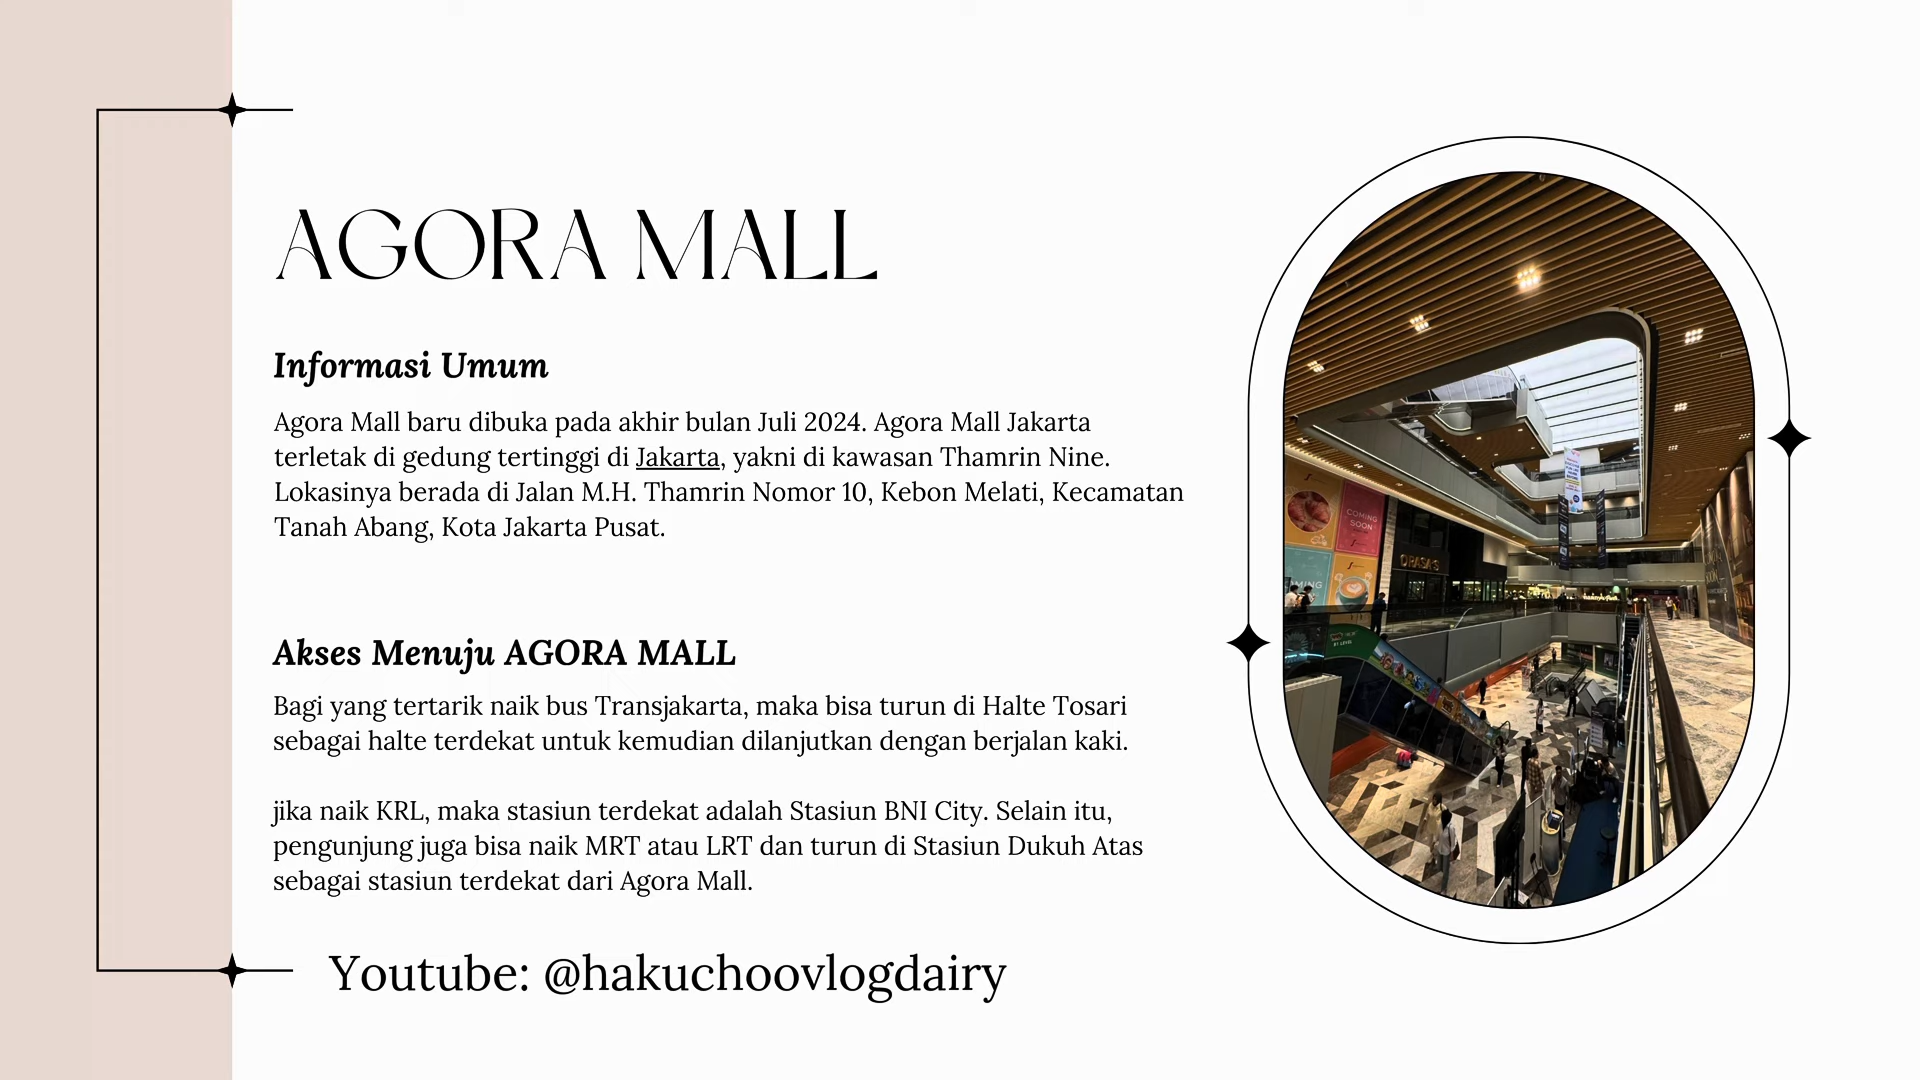 AGORA MALL
Informasi Umum
Agora Mall baru dibuka pada akhir bulan Juli 2024. Agora Mall Jakarta
terletak di gedung tertinggi di Jakarta, yakni di kawasan Thamrin Nine.
Lokasinya berada di Jalan M.H. Thamrin Nomor 10, Kebon Melati, Kecamatan
Tanah Abang, Kota Jakarta Pusat.
Akses Menuju AGORA MALL
Bagi yang tertarik naik bus Transjakarta, maka bisa turun di Halte Tosari
sebagai halte terdekat untuk kemudian dilanjutkan dengan berjalan kaki.
jika naik KRL, maka stasiun terdekat adalah Stasiun BNI City. Selain itu,
pengunjung juga bisa naik MRT atau LRT dan turun di Stasiun Dukuh Atas
sebagai stasiun terdekat dari Agora Mall.
Youtube: @hakuchoovlogdairy
COMING
SOON